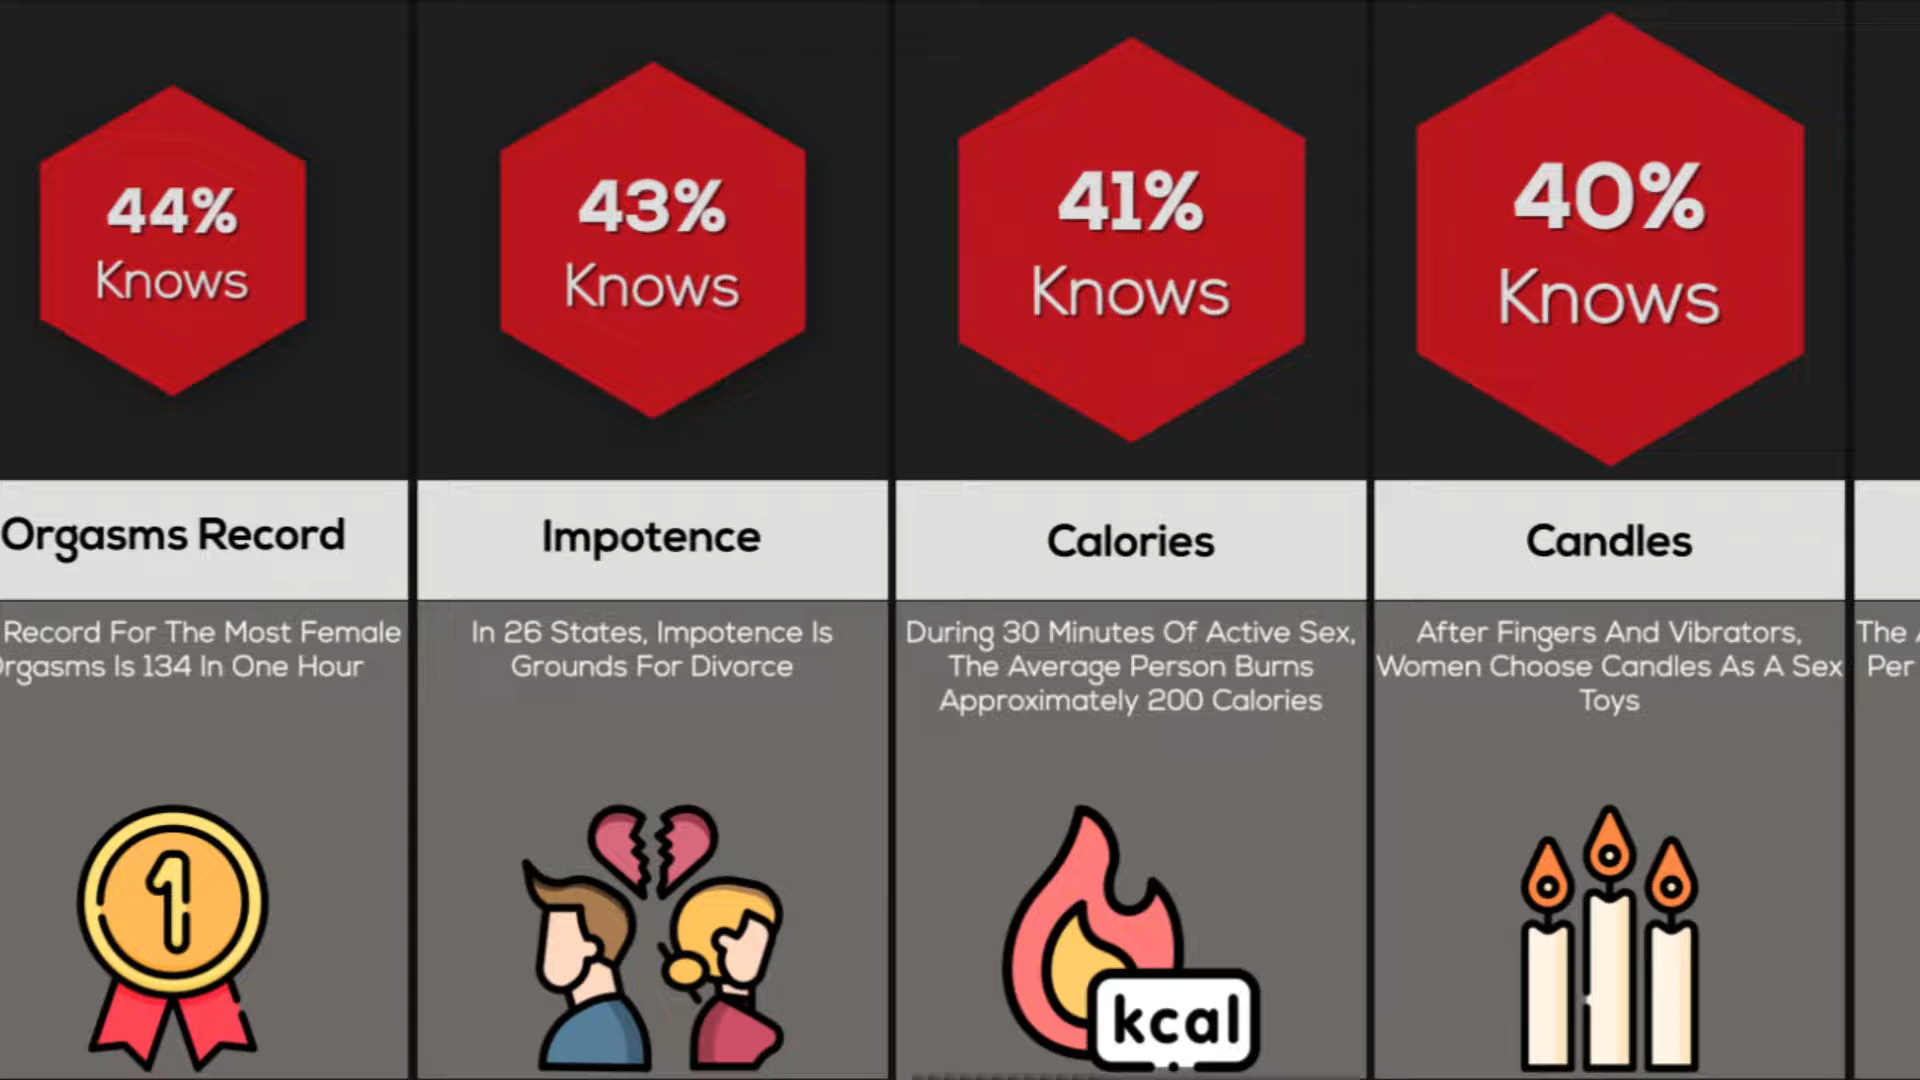 44%
Knows
43%
Knows
41%
Knows
40%
Knows
Orgasms Record
Impotence
Calories
Candles
Record For The Most Female
Orgasms Is 134 In One Hour
In 26 States, Impotence Is
Grounds For Divorce
During 30 Minutes Of Active Sex,
The Average Person Burns
Approximately 200 Calories
After Fingers And Vibrators,
Women Choose Candles As A Sex
Toys
The
Per
1
kcal